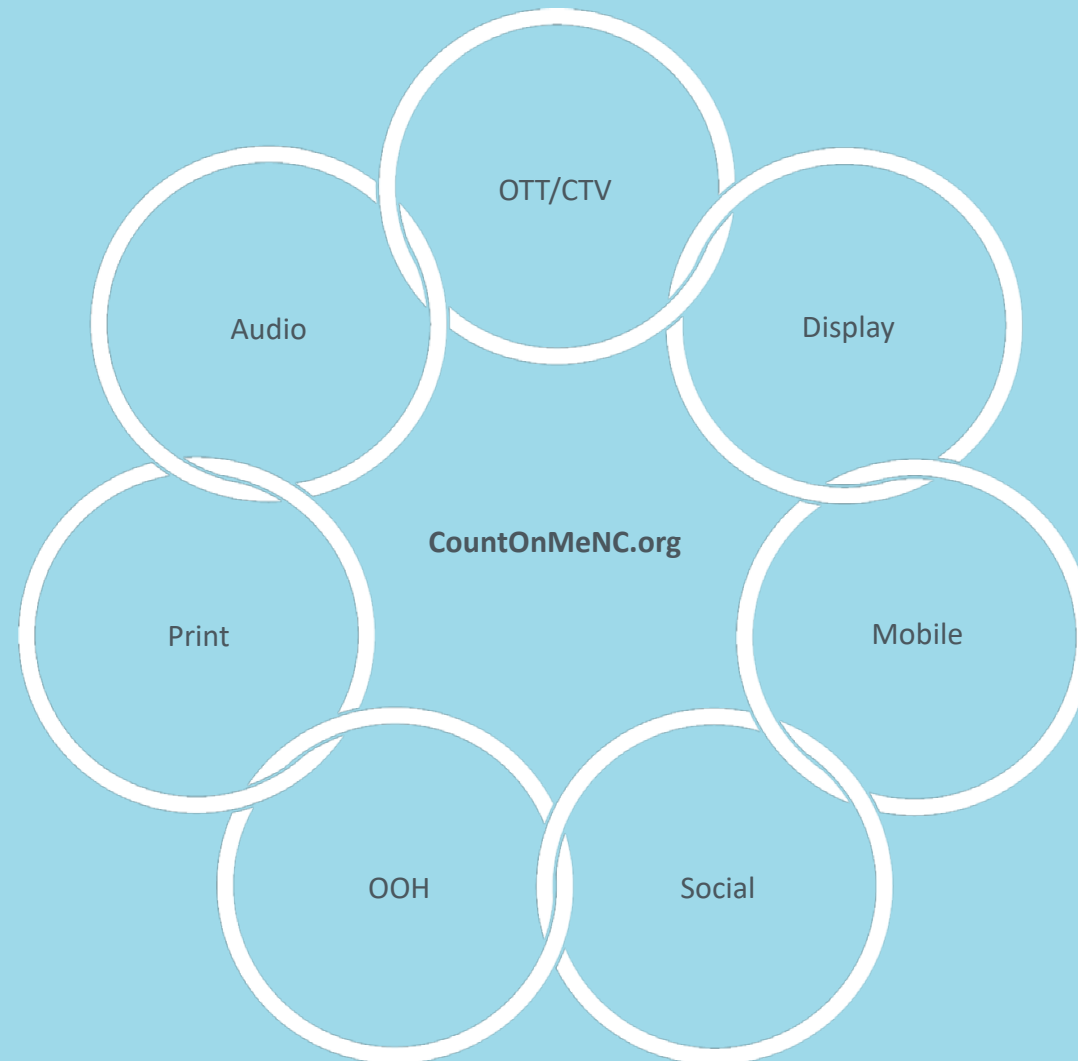 OTT/CTV
Audio
Display
CountOnMeNC.org
Print
Mobile
OOH
Social